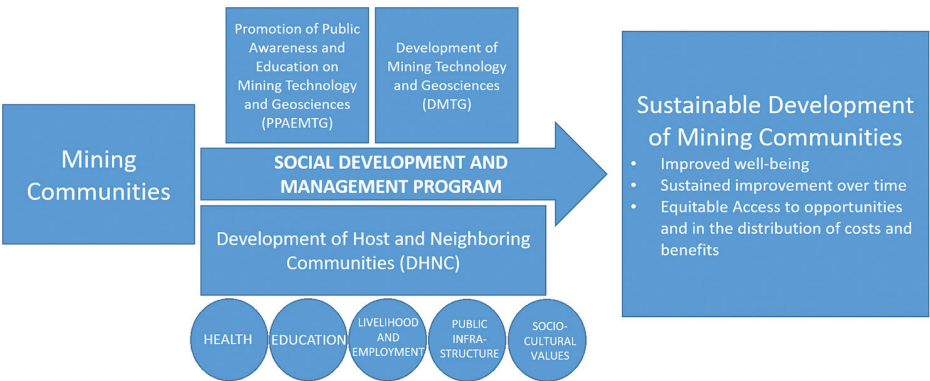 Mining
Communities
Promotion of Public
Awareness and
Education on
Mining Technology
and Geosciences
(PPAEMTG)
Development of
Mining Technology
and Geosciences
(DMTG)
SOCIAL DEVELOPMENT AND
MANAGEMENT PROGRAM
Development of Host and Neighboring
Communities (DHNC)
HEALTH
EDUCATION
LIVELIHOOD
AND
EMPLOYMENT
PUBLIC
INFRA-
STRUCTURE
SOCIO-
CULTURAL
VALUES
Sustainable Development
of Mining Communities
• Improved well-being
• Sustained improvement over time
• Equitable Access to opportunities
and in the distribution of costs and
benefits